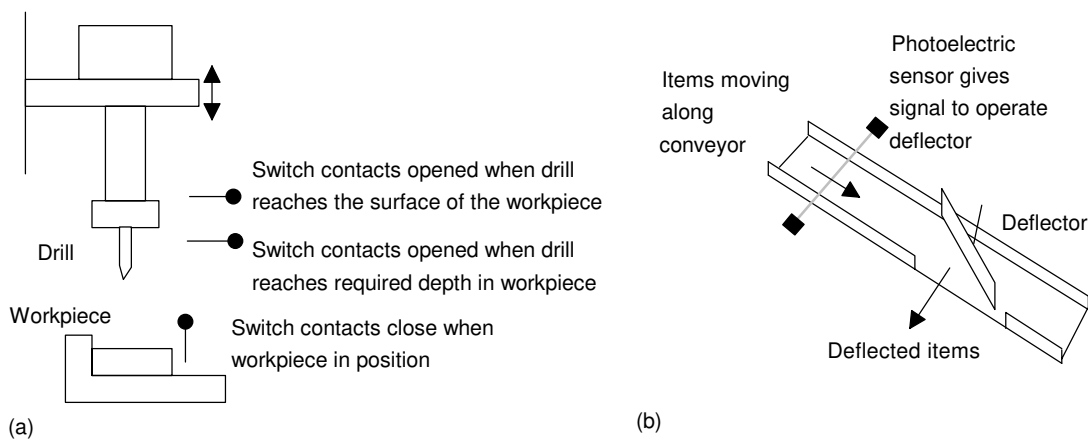 Switch contacts opened when drill
reaches the surface of the workpiece
Drill
Switch contacts opened when drill
reaches required depth in workpiece
Workpiece
Switch contacts close when
workpiece in position
(a)
Photoelectric
sensor gives
signal to operate
deflector
Items moving
along
conveyor
Deflector
Deflected items
(b)